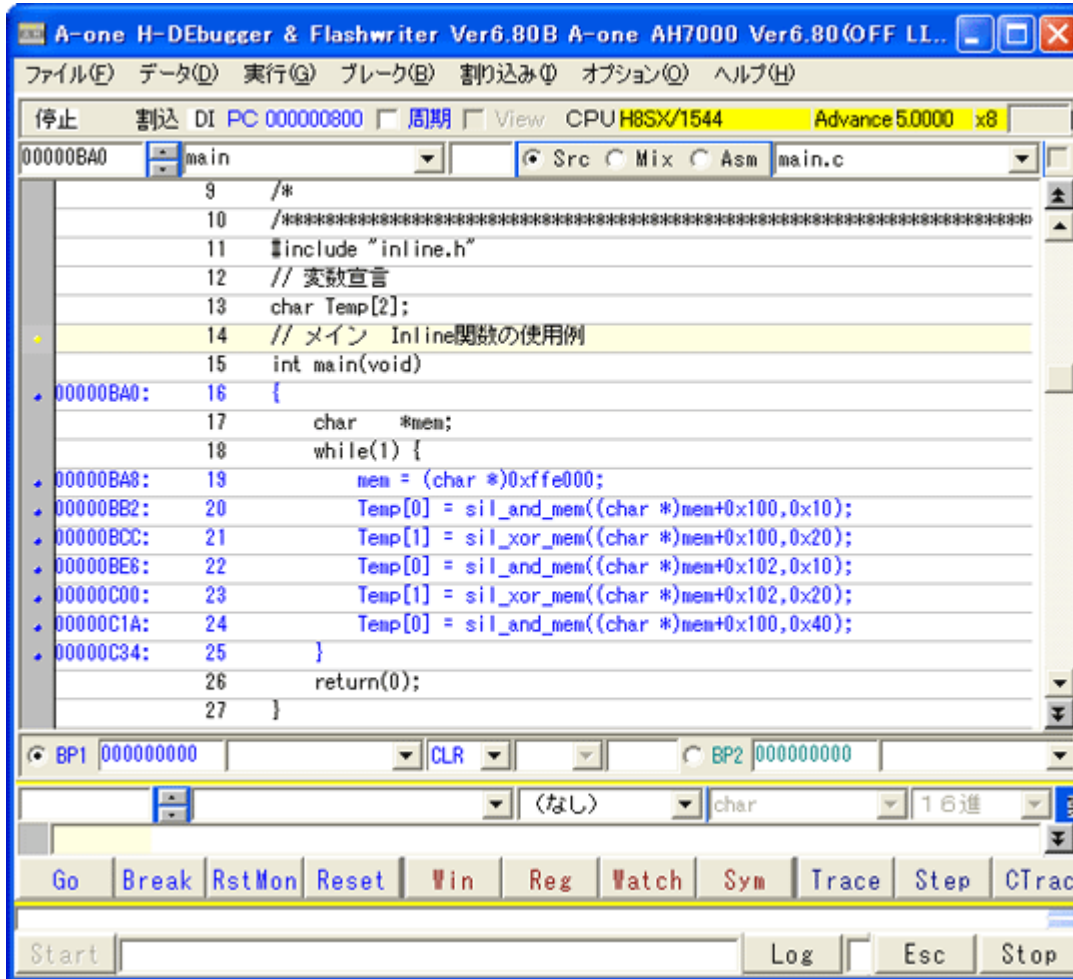 A-one H-DEbugger & Flashwriter Ver6.80B A-one AH7000 Ver6.80(OFF LI..
ファイル(F) データ(D) 実行(G) ブレーク(B) 割り込み(I) オプション(O) ヘルプ(H)
停止 割込 DI PC 000000800 周期 View CPU H8SX/1544 Advance 5.0000 x8
00000BA0 main Src Mix Asm main.c
9 /*
10 /**********************************************************************
11 #include "inline.h"
12 // 変数宣言
13 char Temp[2];
14 // メイン Inline関数の使用例
15 int main(void)
00000BA0: 16 {
17 char *mem;
18 while(1) {
00000BA8: 19 mem = (char *)0xffe000;
00000BB2: 20 Temp[0] = sil_and_mem((char *)mem+0x100,0x10);
00000BCC: 21 Temp[1] = sil_xor_mem((char *)mem+0x100,0x20);
00000BE6: 22 Temp[0] = sil_and_mem((char *)mem+0x102,0x10);
00000C00: 23 Temp[1] = sil_xor_mem((char *)mem+0x102,0x20);
00000C1A: 24 Temp[0] = sil_and_mem((char *)mem+0x100,0x40);
00000C34: 25 }
26 return(0);
27 }
BP1 000000000 CLR BP2 000000000
(なし) char 16進
Go Break RstMon Reset Win Reg Watch Sym Trace Step CTrac
Start Log Esc Stop